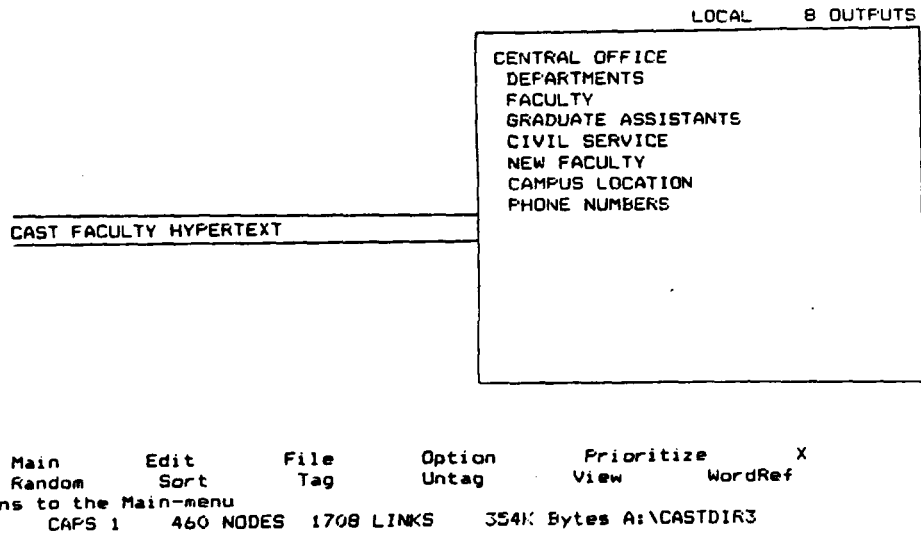 LOCAL 8 OUTPUTS
CENTRAL OFFICE
DEPARTMENTS
FACULTY
GRADUATE ASSISTANTS
CIVIL SERVICE
NEW FACULTY
CAMPUS LOCATION
PHONE NUMBERS
CAST FACULTY HYPERTEXT
Main Edit File Option Prioritize X
Random Sort Tag Untag View WordRef
ns to the Main-menu
CAPS 1 460 NODES 1708 LINKS 354K Bytes A:\CASTDIR3